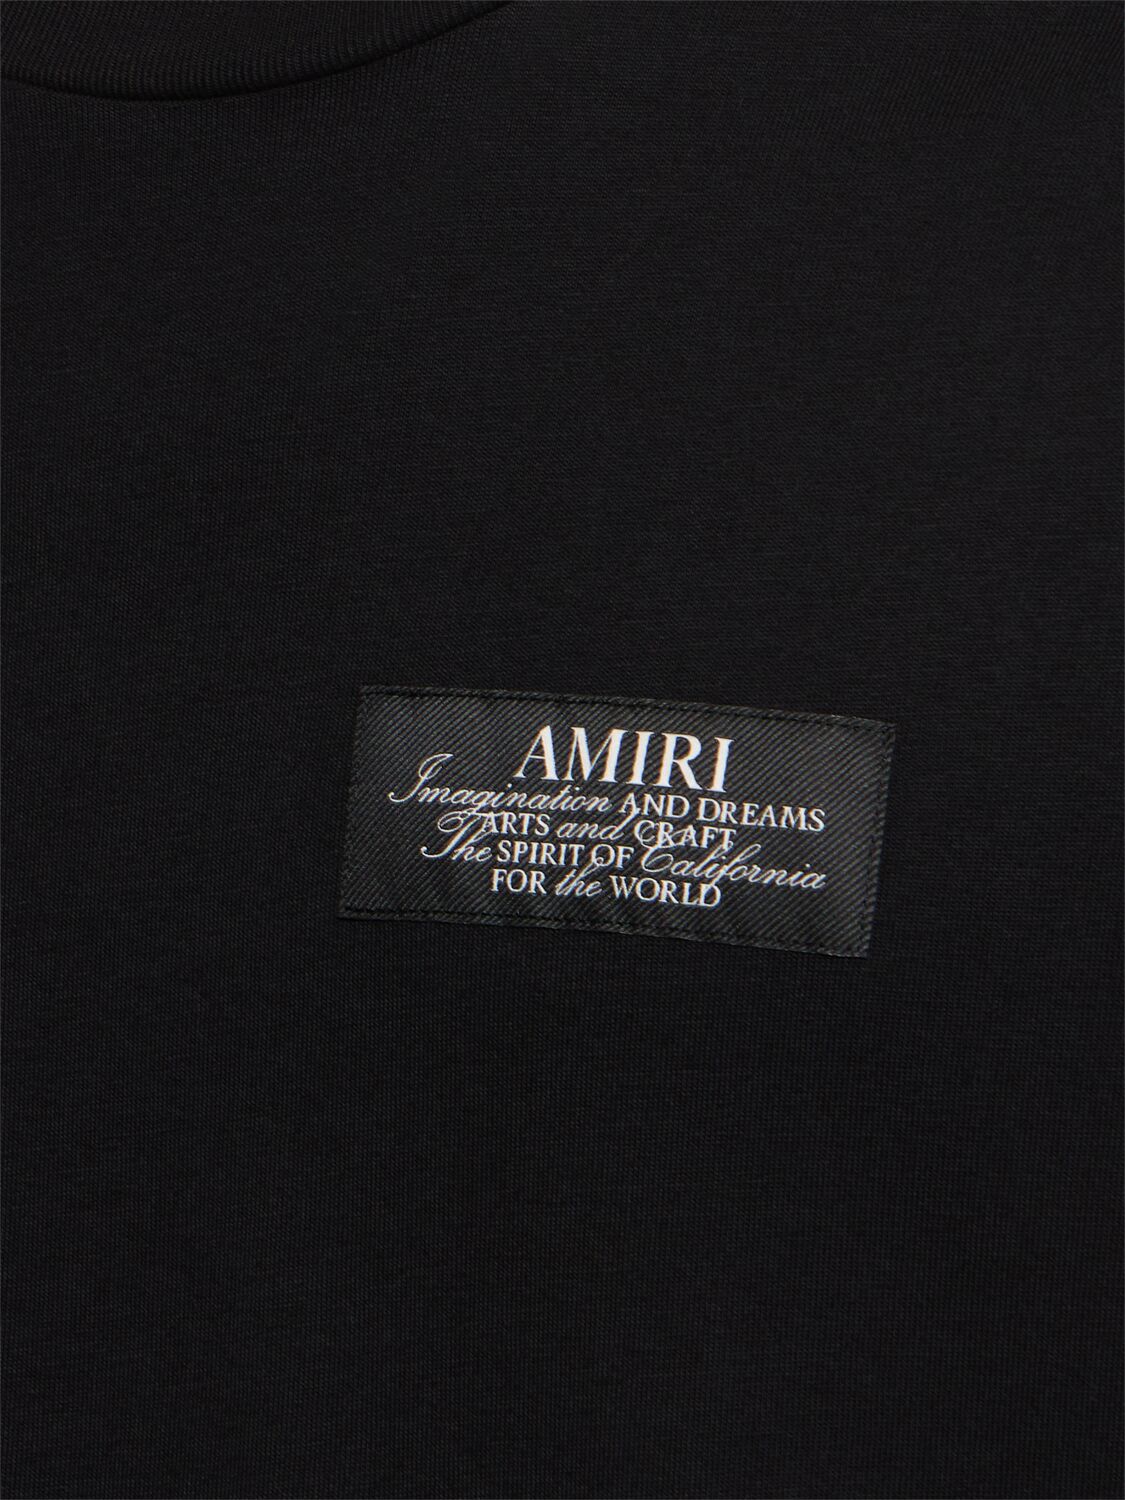 AMIRI
Imagination AND DREAMS
ARTS and CRAFT
The SPIRIT OF California
FOR the WORLD